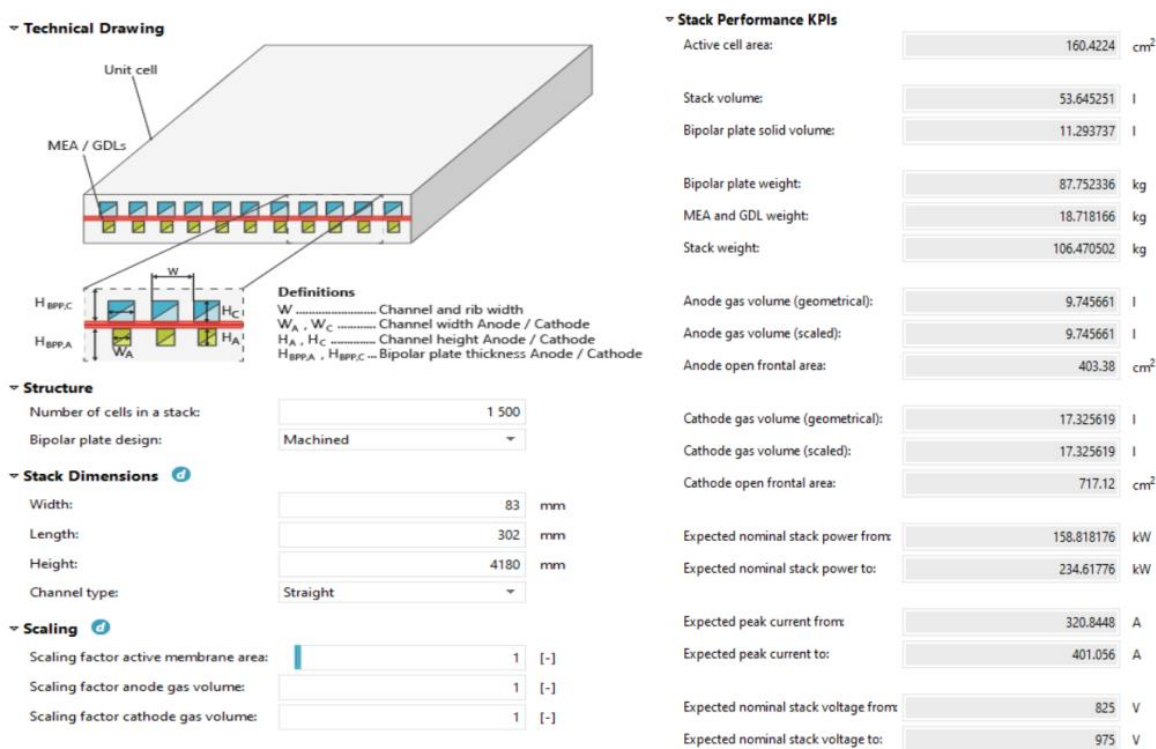 ▿ Technical Drawing
Unit cell
MEA / GDLs
W
H BPP,C
H_C
H BPP,A
W_A
H_A
Definitions
W ........................... Channel and rib width
W_A , W_C ............ Channel width Anode / Cathode
H_A , H_C ............. Channel height Anode / Cathode
H_BPP,A , H_BPP,C ... Bipolar plate thickness Anode / Cathode
▿ Structure
Number of cells in a stack: 1 500
Bipolar plate design: Machined
▿ Stack Dimensions d
Width: 83 mm
Length: 302 mm
Height: 4180 mm
Channel type: Straight
▿ Scaling d
Scaling factor active membrane area: 1 [-]
Scaling factor anode gas volume: 1 [-]
Scaling factor cathode gas volume: 1 [-]
▿ Stack Performance KPIs
Active cell area: 160.4224 cm²
Stack volume: 53.645251 l
Bipolar plate solid volume: 11.293737 l
Bipolar plate weight: 87.752336 kg
MEA and GDL weight: 18.718166 kg
Stack weight: 106.470502 kg
Anode gas volume (geometrical): 9.745661 l
Anode gas volume (scaled): 9.745661 l
Anode open frontal area: 403.38 cm²
Cathode gas volume (geometrical): 17.325619 l
Cathode gas volume (scaled): 17.325619 l
Cathode open frontal area: 717.12 cm²
Expected nominal stack power from: 158.818176 kW
Expected nominal stack power to: 234.61776 kW
Expected peak current from: 320.8448 A
Expected peak current to: 401.056 A
Expected nominal stack voltage from: 825 V
Expected nominal stack voltage to: 975 V